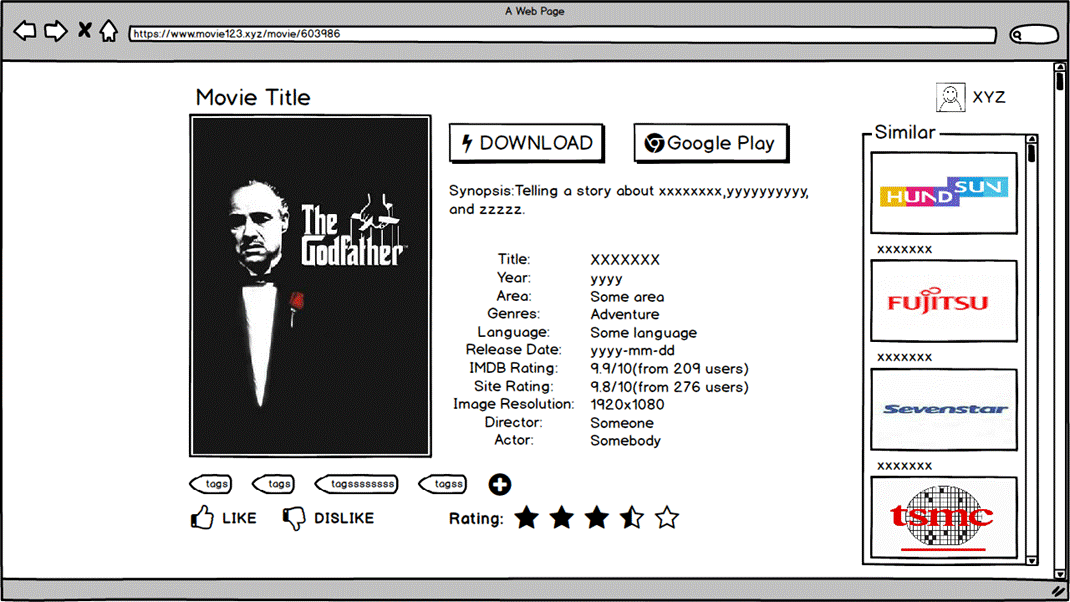 A Web Page
https://www.movie123.xyz/movie/603986
Movie Title
XYZ
The
Godfather
DOWNLOAD
Google Play
Synopsis:Telling a story about xxxxxxxx,yyyyyyyyyy,
and zzzzz.
Title: XXXXXXX
Year: yyyy
Area: Some area
Genres: Adventure
Language: Some language
Release Date: yyyy-mm-dd
IMDB Rating: 9.9/10(from 209 users)
Site Rating: 9.8/10(from 276 users)
Image Resolution: 1920x1080
Director: Someone
Actor: Somebody
tags tags tagssssssss tagss
LIKE DISLIKE
Rating:
Similar
HUNDSUN
xxxxxxx
FUJITSU
xxxxxxx
Sevenstar
xxxxxxx
tsmc